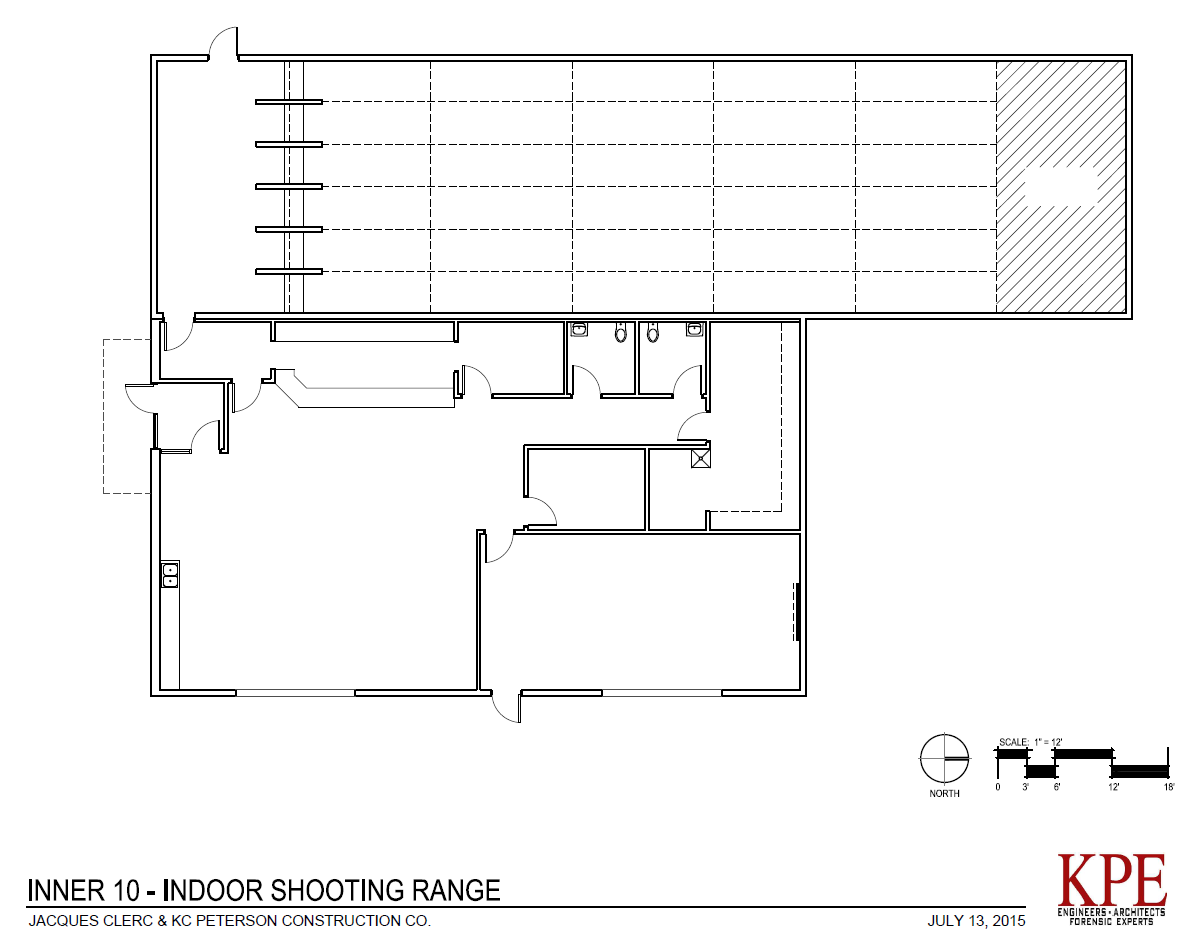 SCALE: 1" = 12'
0 3' 6' 12' 18'
NORTH
KPE
ENGINEERS • ARCHITECTS
FORENSIC EXPERTS
INNER 10 - INDOOR SHOOTING RANGE
JACQUES CLERC & KC PETERSON CONSTRUCTION CO.
JULY 13, 2015